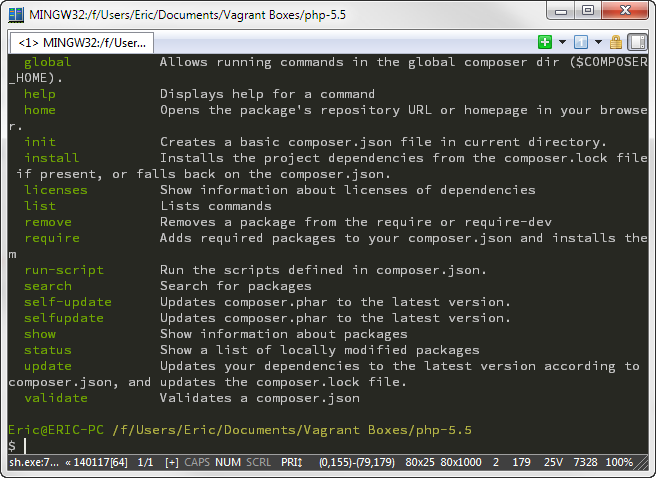 MINGW32:/f/Users/Eric/Documents/Vagrant Boxes/php-5.5
<1> MINGW32:/f/User...
global Allows running commands in the global composer dir ($COMPOSER
_HOME).
help Displays help for a command
home Opens the package's repository URL or homepage in your browse
r.
init Creates a basic composer.json file in current directory.
install Installs the project dependencies from the composer.lock file
if present, or falls back on the composer.json.
licenses Show information about licenses of dependencies
list Lists commands
remove Removes a package from the require or require-dev
require Adds required packages to your composer.json and installs the
m
run-script Run the scripts defined in composer.json.
search Search for packages
self-update Updates composer.phar to the latest version.
selfupdate Updates composer.phar to the latest version.
show Show information about packages
status Show a list of locally modified packages
update Updates your dependencies to the latest version according to
composer.json, and updates the composer.lock file.
validate Validates a composer.json
Eric@ERIC-PC /f/Users/Eric/Documents/Vagrant Boxes/php-5.5
$
sh.exe:7... « 140117[64] 1/1 [+] CAPS NUM SCRL PRI↕ (0,155)-(79,179) 80x25 80x1000 2 179 25V 7328 100%